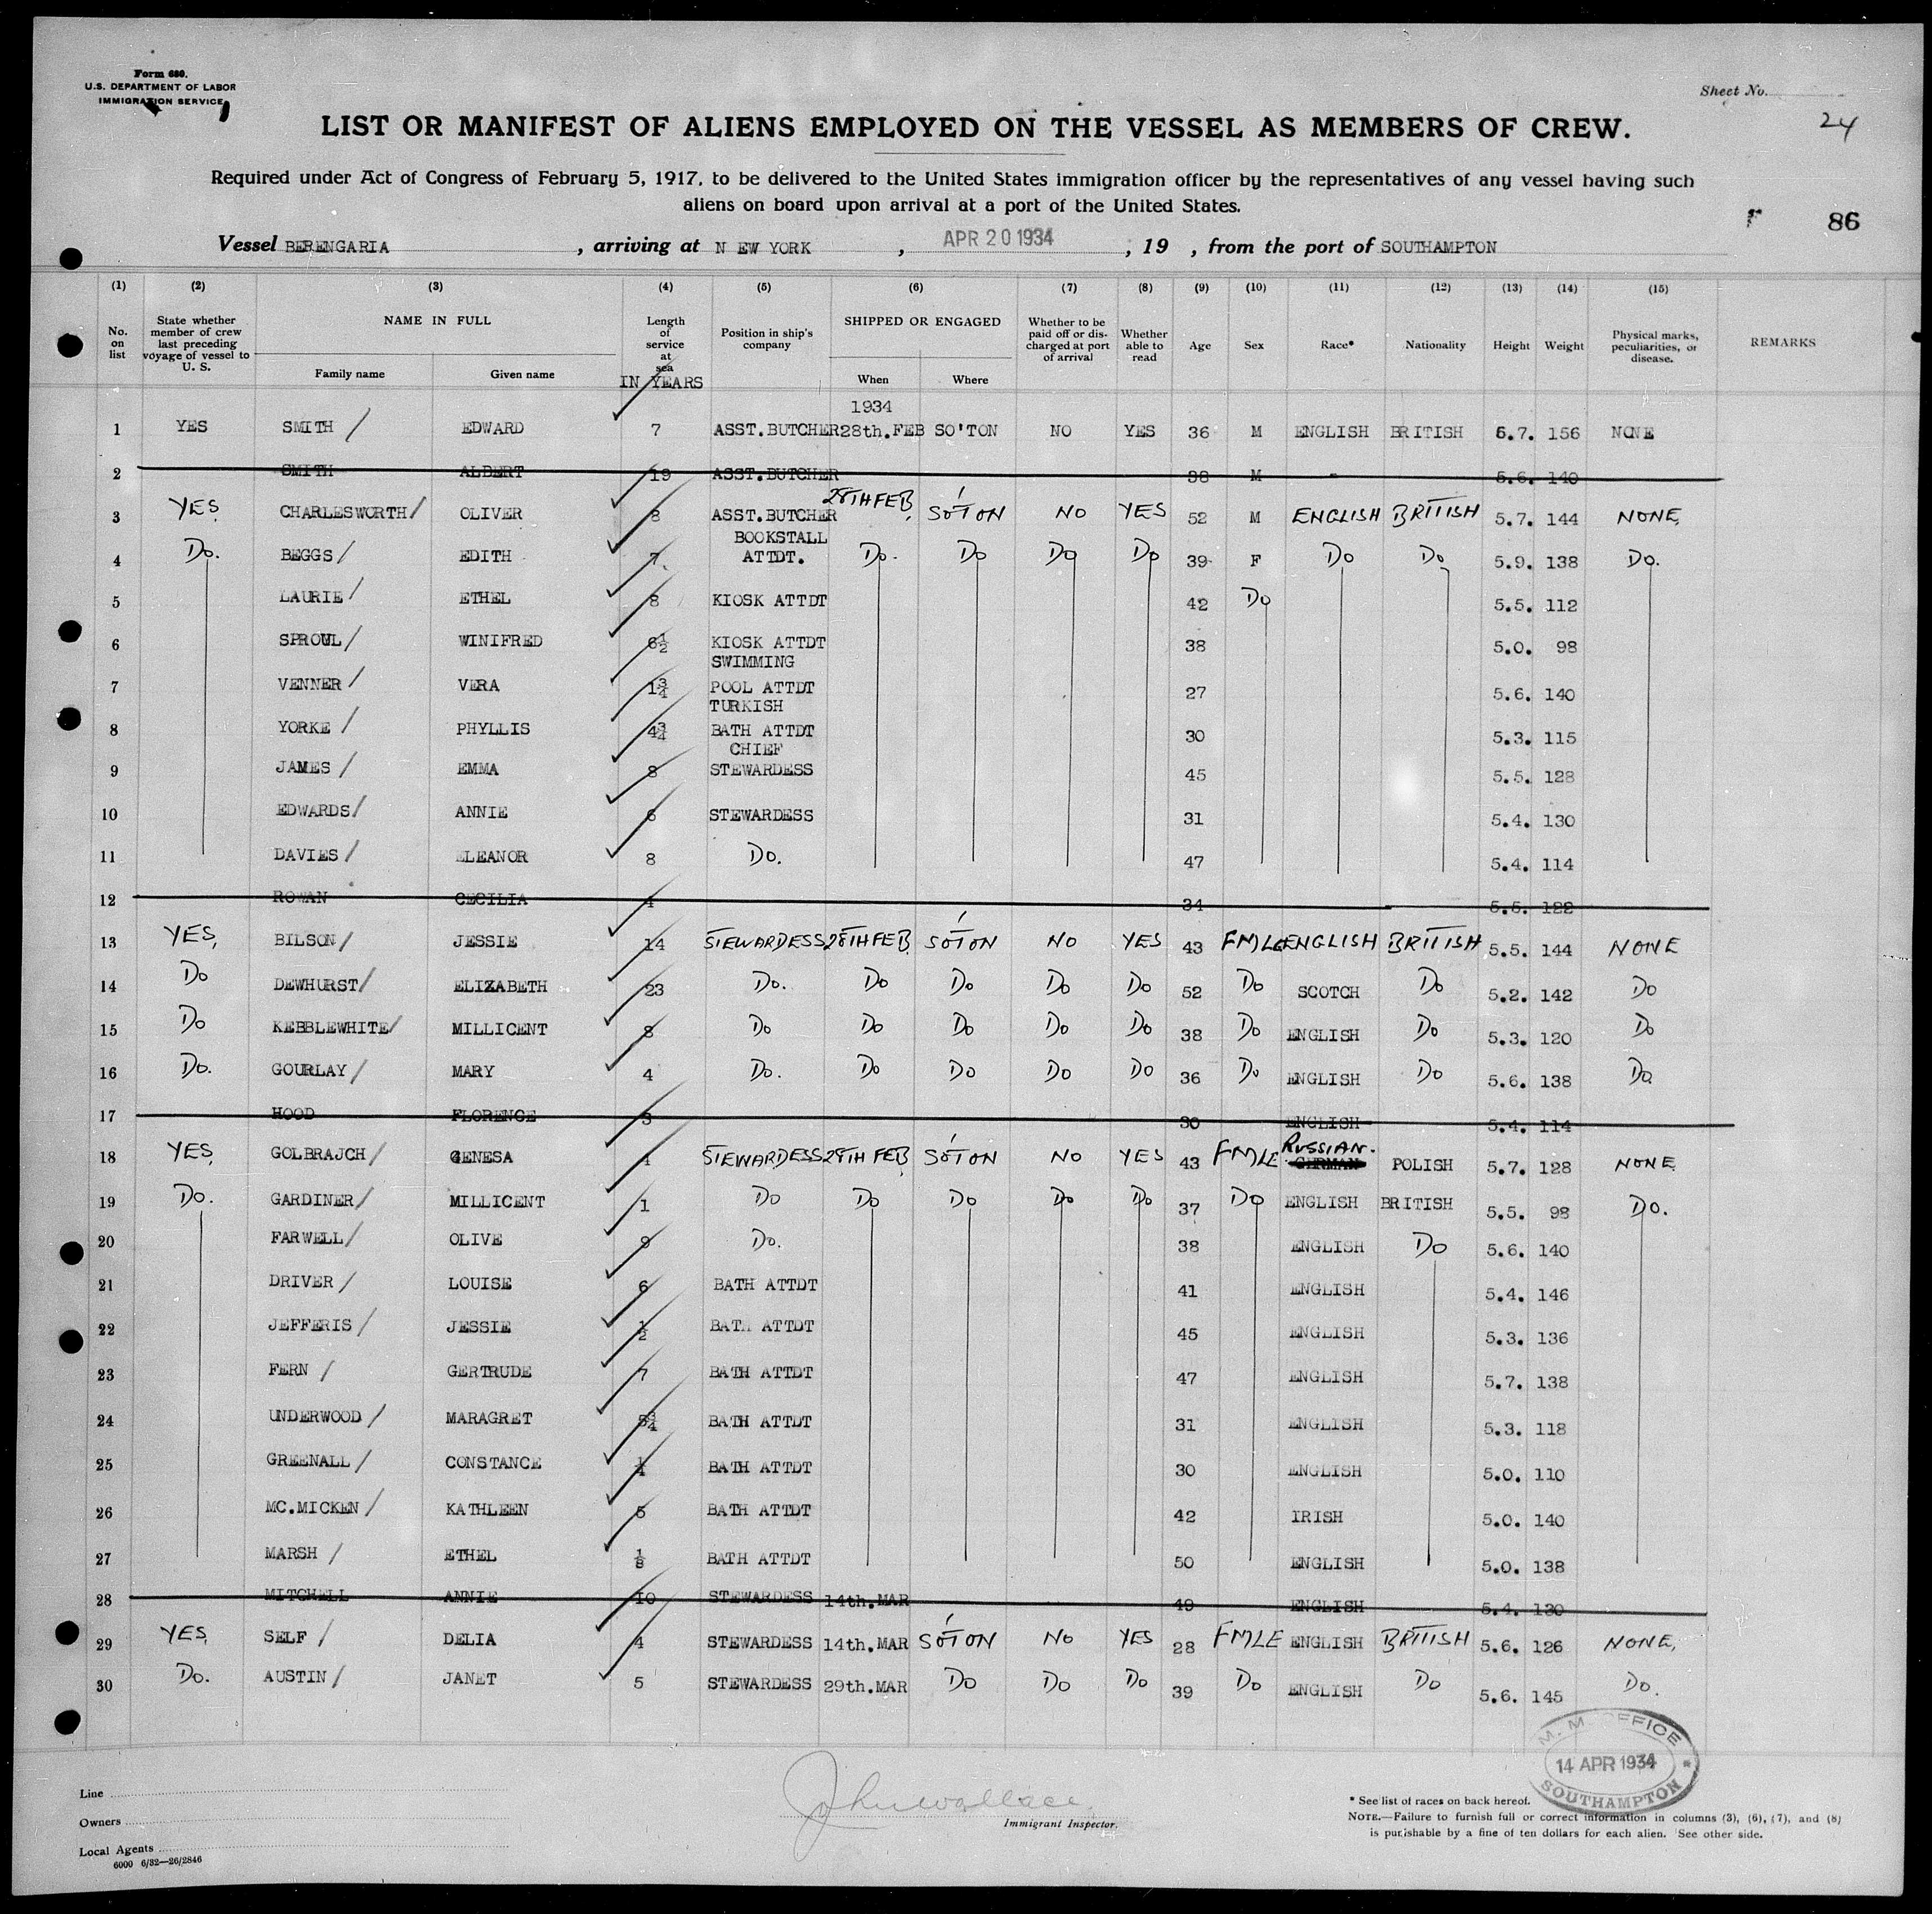 Form 680.
U.S. DEPARTMENT OF LABOR
IMMIGRATION SERVICE
Sheet No.
24
LIST OR MANIFEST OF ALIENS EMPLOYED ON THE VESSEL AS MEMBERS OF CREW.
Required under Act of Congress of February 5, 1917, to be delivered to the United States immigration officer by the representatives of any vessel having such
aliens on board upon arrival at a port of the United States.
86
Vessel BERENGARIA, arriving at N EW YORK, APR 20 1934, 19 , from the port of SOUTHAMPTON
(1) (2) (3) (4) (5) (6) (7) (8) (9) (10) (11) (12) (13) (14) (15)
No. on list State whether member of crew last preceding voyage of vessel to U. S. NAME IN FULL Family name Given name Length of service at sea IN YEARS Position in ship's company SHIPPED OR ENGAGED When Where Whether to be paid off or discharged at port of arrival Whether able to read Age Sex Race* Nationality Height Weight Physical marks, peculiarities, or disease. REMARKS
1934
1 YES SMITH / EDWARD 7 ASST.BUTCHER 28th.FEB SO'TON NO YES 36 M ENGLISH BRITISH 5.7. 156 NONE
2 SMITH ALBERT 19 ASST.BUTCHER 38 M - 5.6. 140
3 YES, CHARLESWORTH / OLIVER 8 ASST.BUTCHER 28TH FEB, SO'TON NO YES 52 M ENGLISH BRITISH 5.7. 144 NONE,
4 Do. BEGGS / EDITH 7. BOOKSTALL ATTDT. Do. Do Do Do 39 F Do Do 5.9. 138 Do.
5 LAURIE / ETHEL 8 KIOSK ATTDT 42 Do 5.5. 112
6 SPROUL / WINIFRED 6½ KIOSK ATTDT 38 5.0. 98
7 VENNER / VERA 1¾ SWIMMING POOL ATTDT 27 5.6. 140
8 YORKE / PHYLLIS 4¾ TURKISH BATH ATTDT 30 5.3. 115
9 JAMES / EMMA 8 CHIEF STEWARDESS 45 5.5. 128
10 EDWARDS / ANNIE 6 STEWARDESS 31 5.4. 130
11 DAVIES / ELEANOR 8 Do. 47 5.4. 114
12 ROWAN CECILIA 4 34 5.5. 122
13 YES, BILSON / JESSIE 14 STEWARDESS 28TH FEB, SO'TON NO YES 43 FMLE ENGLISH BRITISH 5.5. 144 NONE
14 Do DEWHURST / ELIZABETH 23 Do. Do Do Do Do 52 Do SCOTCH Do 5.2. 142 Do
15 Do KEBBLEWHITE / MILLICENT 8 Do Do Do Do Do 38 Do ENGLISH Do 5.3. 120 Do
16 Do. GOURLAY / MARY 4 Do. Do Do Do Do 36 Do ENGLISH Do 5.6. 138 Do
17 HOOD FLORENCE 3 30 ENGLISH 5.4. 114
18 YES, GOLBRAJCH / GENESA 4 STEWARDESS 28TH FEB, SO'TON NO YES 43 FMLE GERMAN RUSSIAN. POLISH 5.7. 128 NONE,
19 Do. GARDINER / MILLICENT 1 Do Do Do Do Do 37 Do ENGLISH BRITISH 5.5. 98 Do.
20 FARWELL / OLIVE 9 Do. 38 ENGLISH Do 5.6. 140
21 DRIVER / LOUISE 6 BATH ATTDT 41 ENGLISH 5.4. 146
22 JEFFERIS / JESSIE ½ BATH ATTDT 45 ENGLISH 5.3. 136
23 FERN / GERTRUDE 7 BATH ATTDT 47 ENGLISH 5.7. 138
24 UNDERWOOD / MARAGRET ¾ BATH ATTDT 31 ENGLISH 5.3. 118
25 GREENALL / CONSTANCE ¼ BATH ATTDT 30 ENGLISH 5.0. 110
26 MC.MICKEN / KATHLEEN 5 BATH ATTDT 42 IRISH 5.0. 140
27 MARSH / ETHEL ⅛ BATH ATTDT 50 ENGLISH 5.0. 138
28 MITCHELL ANNIE 10 STEWARDESS 14th.MAR 49 ENGLISH 5.4. 130
29 YES, SELF / DELIA 4 STEWARDESS 14th.MAR SO'TON No YES 28 FMLE ENGLISH BRITISH 5.6. 126 NONE,
30 Do. AUSTIN / JANET 5 STEWARDESS 29th.MAR Do Do Do 39 Do ENGLISH Do 5.6. 145 Do.
M. M. OFFICE
14 APR 1934
SOUTHAMPTON
Line
Owners
Local Agents
6000 6/32—26/2846
John Wallace
Immigrant Inspector.
* See list of races on back hereof.
NOTE.—Failure to furnish full or correct information in columns (3), (6), (7), and (8)
is punishable by a fine of ten dollars for each alien. See other side.